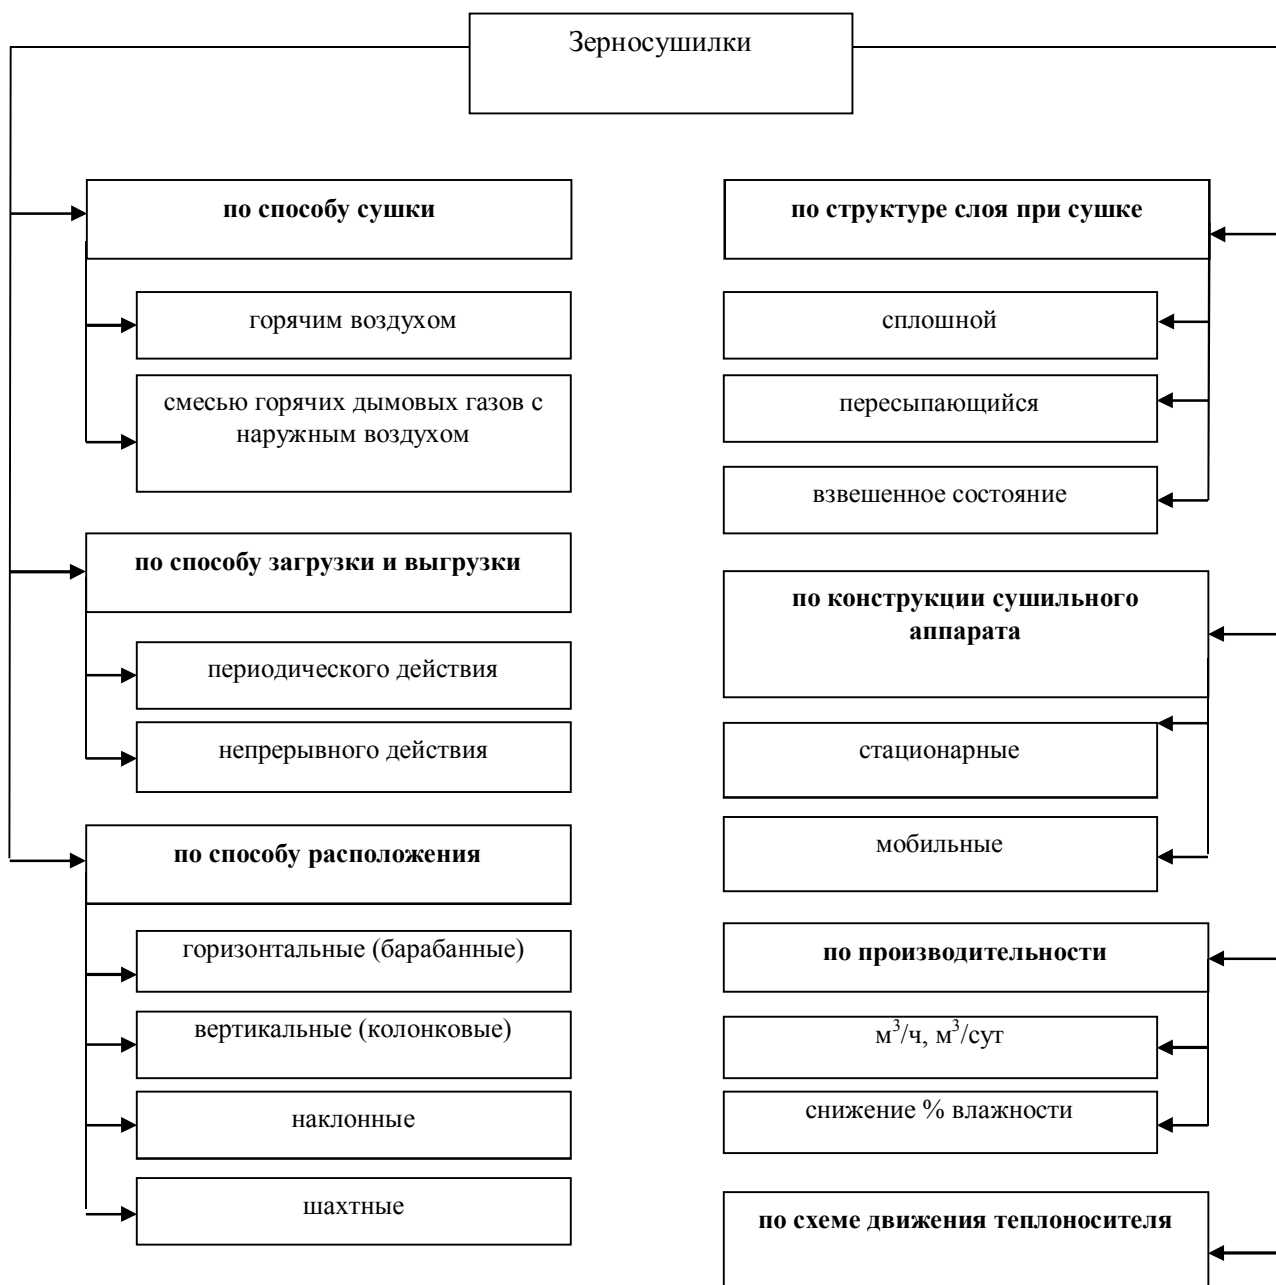 Зерносушилки
по способу сушки
горячим воздухом
смесью горячих дымовых газов с
наружным воздухом
по способу загрузки и выгрузки
периодического действия
непрерывного действия
по способу расположения
горизонтальные (барабанные)
вертикальные (колонковые)
наклонные
шахтные
по структуре слоя при сушке
сплошной
пересыпающийся
взвешенное состояние
по конструкции сушильного
аппарата
стационарные
мобильные
по производительности
м³/ч, м³/сут
снижение % влажности
по схеме движения теплоносителя